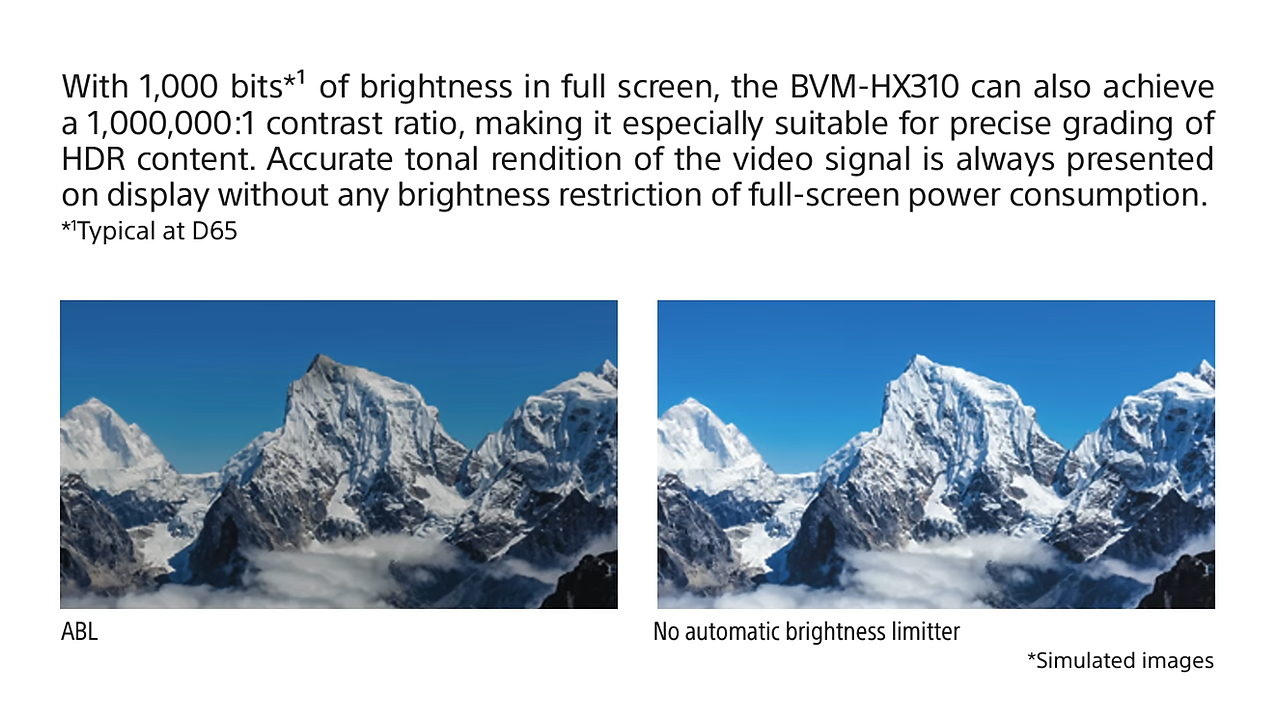 With 1,000 bits*¹ of brightness in full screen, the BVM-HX310 can also achieve
a 1,000,000:1 contrast ratio, making it especially suitable for precise grading of
HDR content. Accurate tonal rendition of the video signal is always presented
on display without any brightness restriction of full-screen power consumption.
*¹Typical at D65
ABL
No automatic brightness limitter
*Simulated images